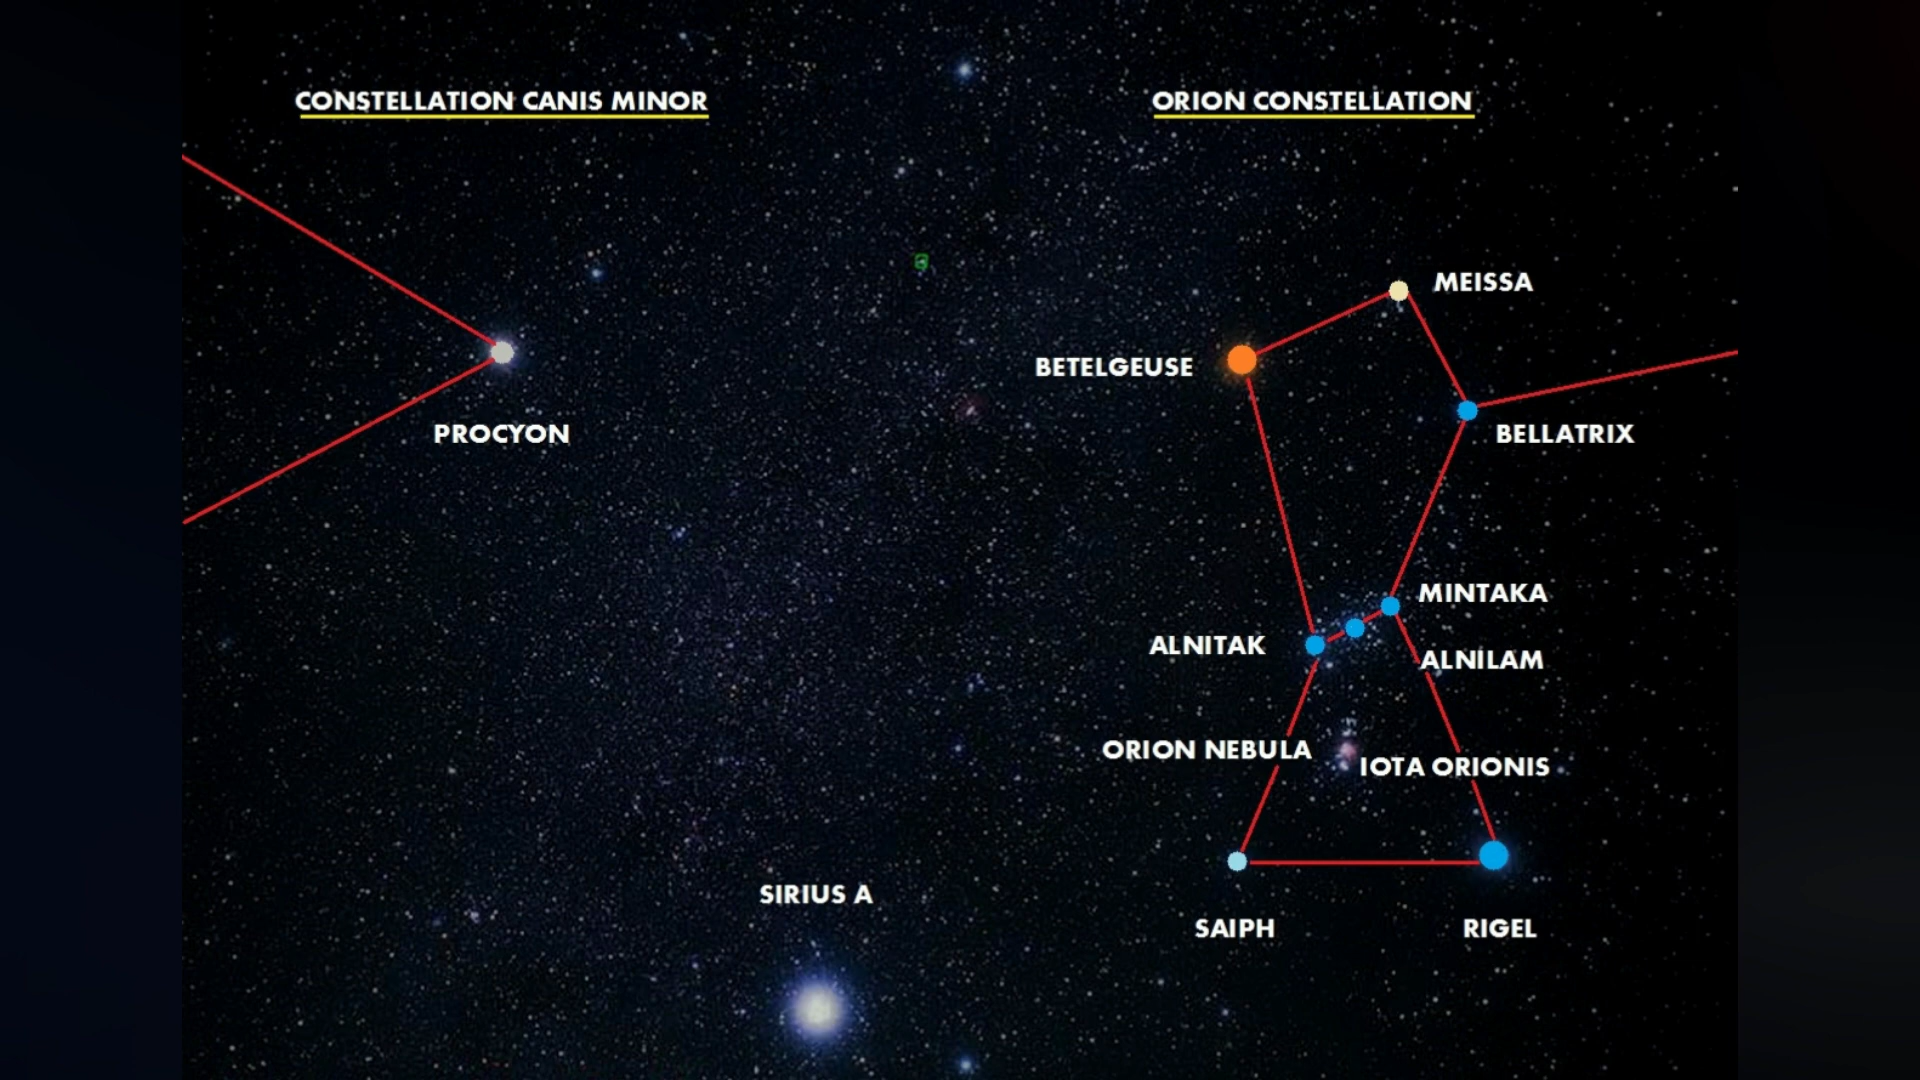 CONSTELLATION CANIS MINOR
ORION CONSTELLATION
MEISSA
BETELGEUSE
PROCYON
BELLATRIX
MINTAKA
ALNITAK
ALNILAM
ORION NEBULA
IOTA ORIONIS
SIRIUS A
SAIPH
RIGEL